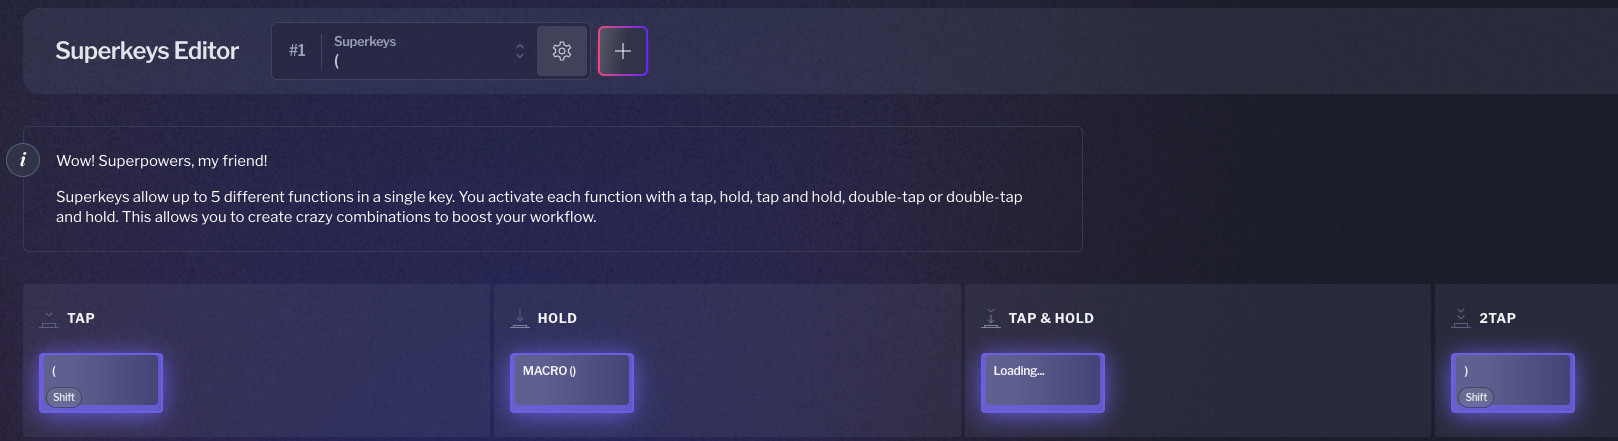 Superkeys Editor
#1
Superkeys
(
i
Wow! Superpowers, my friend!
Superkeys allow up to 5 different functions in a single key. You activate each function with a tap, hold, tap and hold, double-tap or double-tap
and hold. This allows you to create crazy combinations to boost your workflow.
TAP
HOLD
TAP & HOLD
2TAP
(
Shift
MACRO ()
Loading...
)
Shift